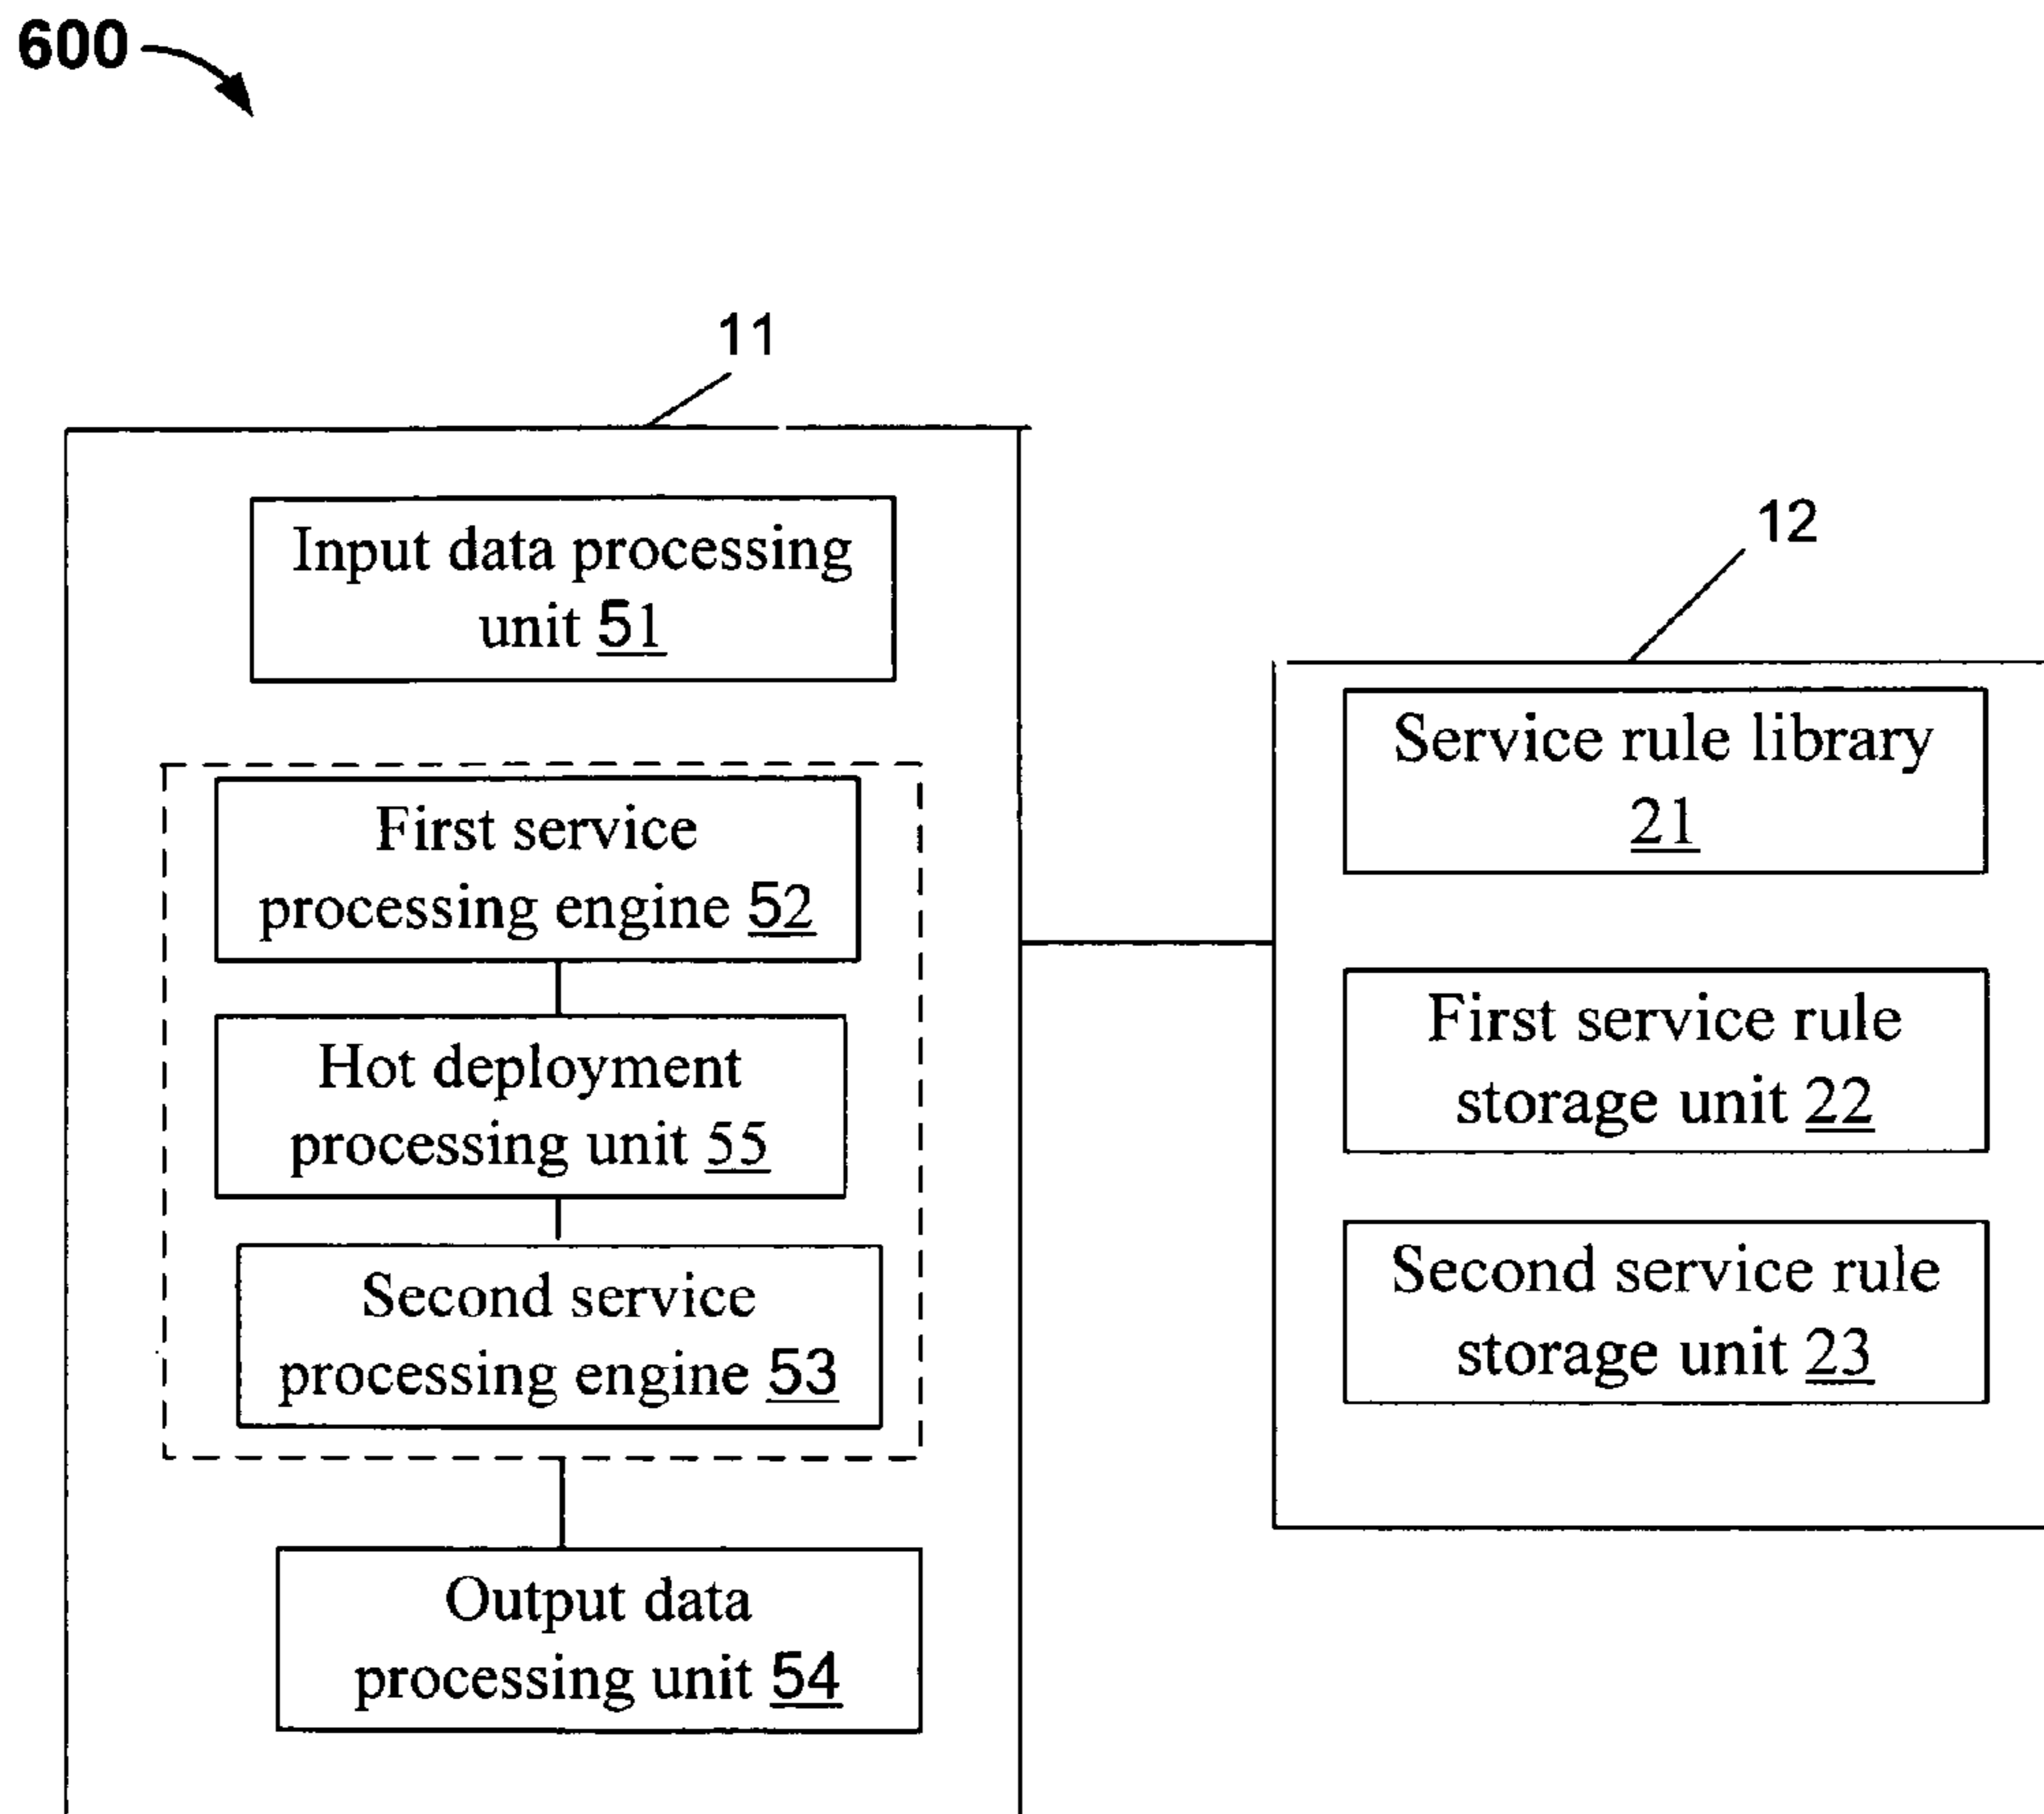 600
11
Input data processing
unit 51
First service
processing engine 52
Hot deployment
processing unit 55
Second service
processing engine 53
Output data
processing unit 54
12
Service rule library
21
First service rule
storage unit 22
Second service rule
storage unit 23